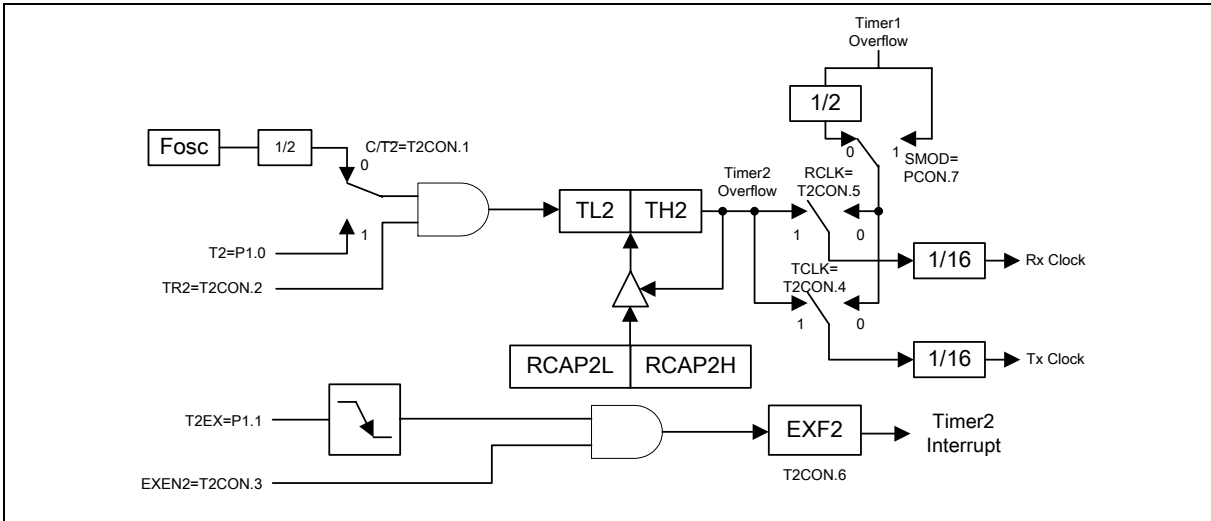 Timer1
Overflow
1/2
Fosc
1/2
C/T2=T2CON.1
0
0
1
SMOD=
PCON.7
Timer2
Overflow
RCLK=
T2CON.5
TL2
TH2
1
0
1
T2=P1.0
TR2=T2CON.2
1/16
Rx Clock
TCLK=
T2CON.4
1
0
RCAP2L
RCAP2H
1/16
Tx Clock
T2EX=P1.1
EXF2
Timer2
Interrupt
EXEN2=T2CON.3
T2CON.6